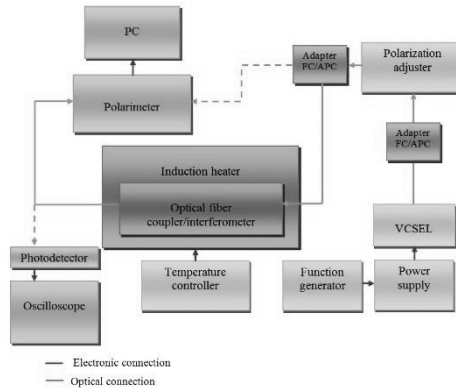 PC
Adapter
FC/APC
Polarization
adjuster
Polarimeter
Adapter
FC/APC
Induction heater
Optical fiber
coupler/interferometer
VCSEL
Photodetector
Temperature
controller
Function
generator
Power
supply
Oscilloscope
Electronic connection
Optical connection